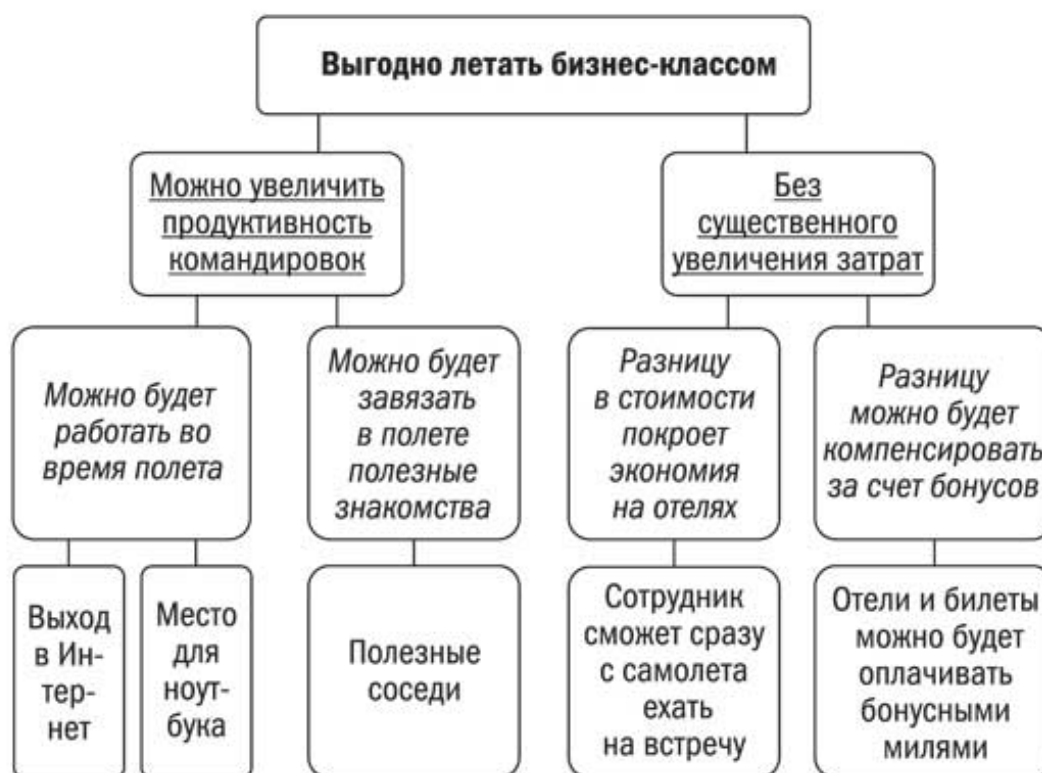 Выгодно летать бизнес-классом
Можно увеличить
продуктивность
командировок
Без
существенного
увеличения затрат
Можно будет
работать во
время полета
Можно будет
завязать
в полете
полезные
знакомства
Разницу
в стоимости
покроет
экономия
на отелях
Разницу
можно будет
компенсировать
за счет бонусов
Выход
в Ин-
тер-
нет
Место
для
ноут-
бука
Полезные
соседи
Сотрудник
сможет сразу
с самолета
ехать
на встречу
Отели и билеты
можно будет
оплачивать
бонусными
милями